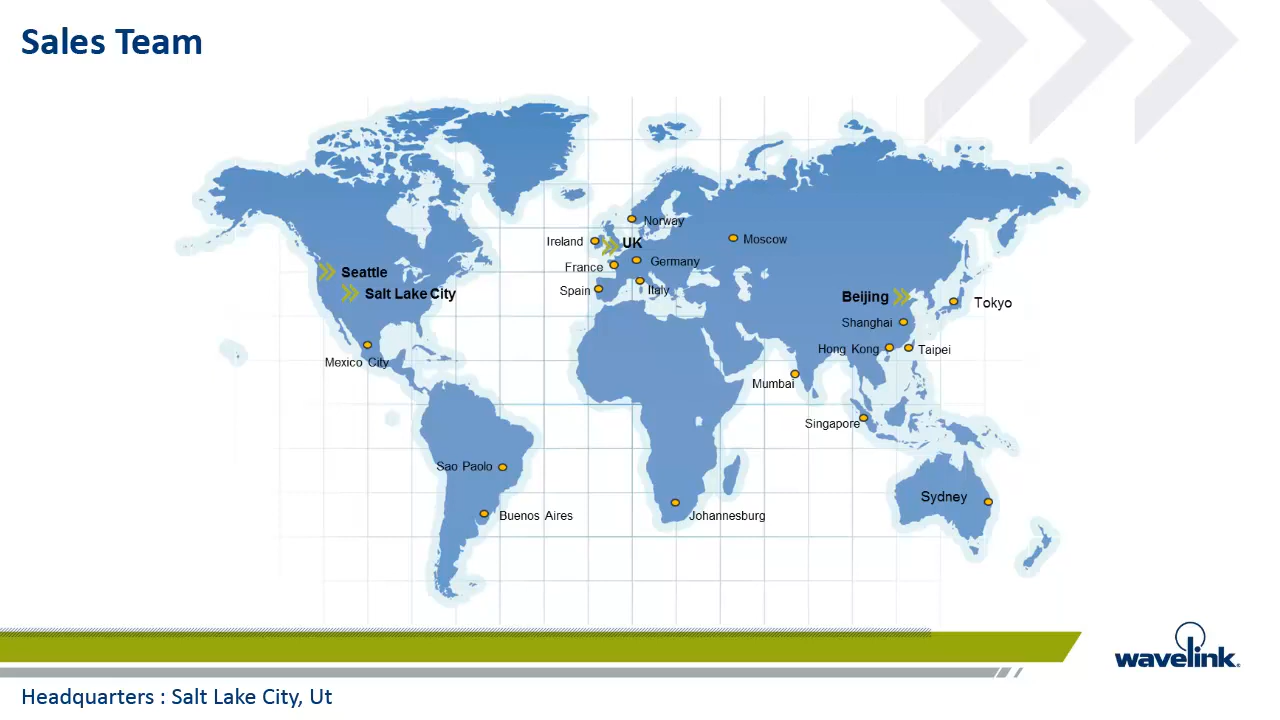 Sales Team
Norway
Ireland
UK
Moscow
France
Germany
Seattle
Spain
Italy
Salt Lake City
Beijing
Tokyo
Shanghai
Hong Kong
Taipei
Mexico City
Mumbai
Singapore
Sao Paolo
Sydney
Buenos Aires
Johannesburg
wavelink®
Headquarters : Salt Lake City, Ut